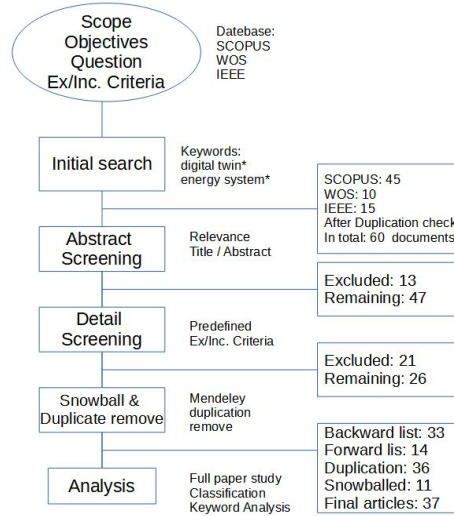 Scope
Objectives
Question
Ex/Inc. Criteria
Datebase:
SCOPUS
WOS
IEEE
Initial search
Keywords:
digital twin*
energy system*
SCOPUS: 45
WOS: 10
IEEE: 15
After Duplication check
In total: 60 documents
Abstract
Screening
Relevance
Title / Abstract
Excluded: 13
Remaining: 47
Detail
Screening
Predefined
Ex/Inc. Criteria
Excluded: 21
Remaining: 26
Snowball &
Duplicate remove
Mendeley
duplication
remove
Backward list: 33
Forward lis: 14
Duplication: 36
Snowballed: 11
Final articles: 37
Analysis
Full paper study
Classification
Keyword Analysis